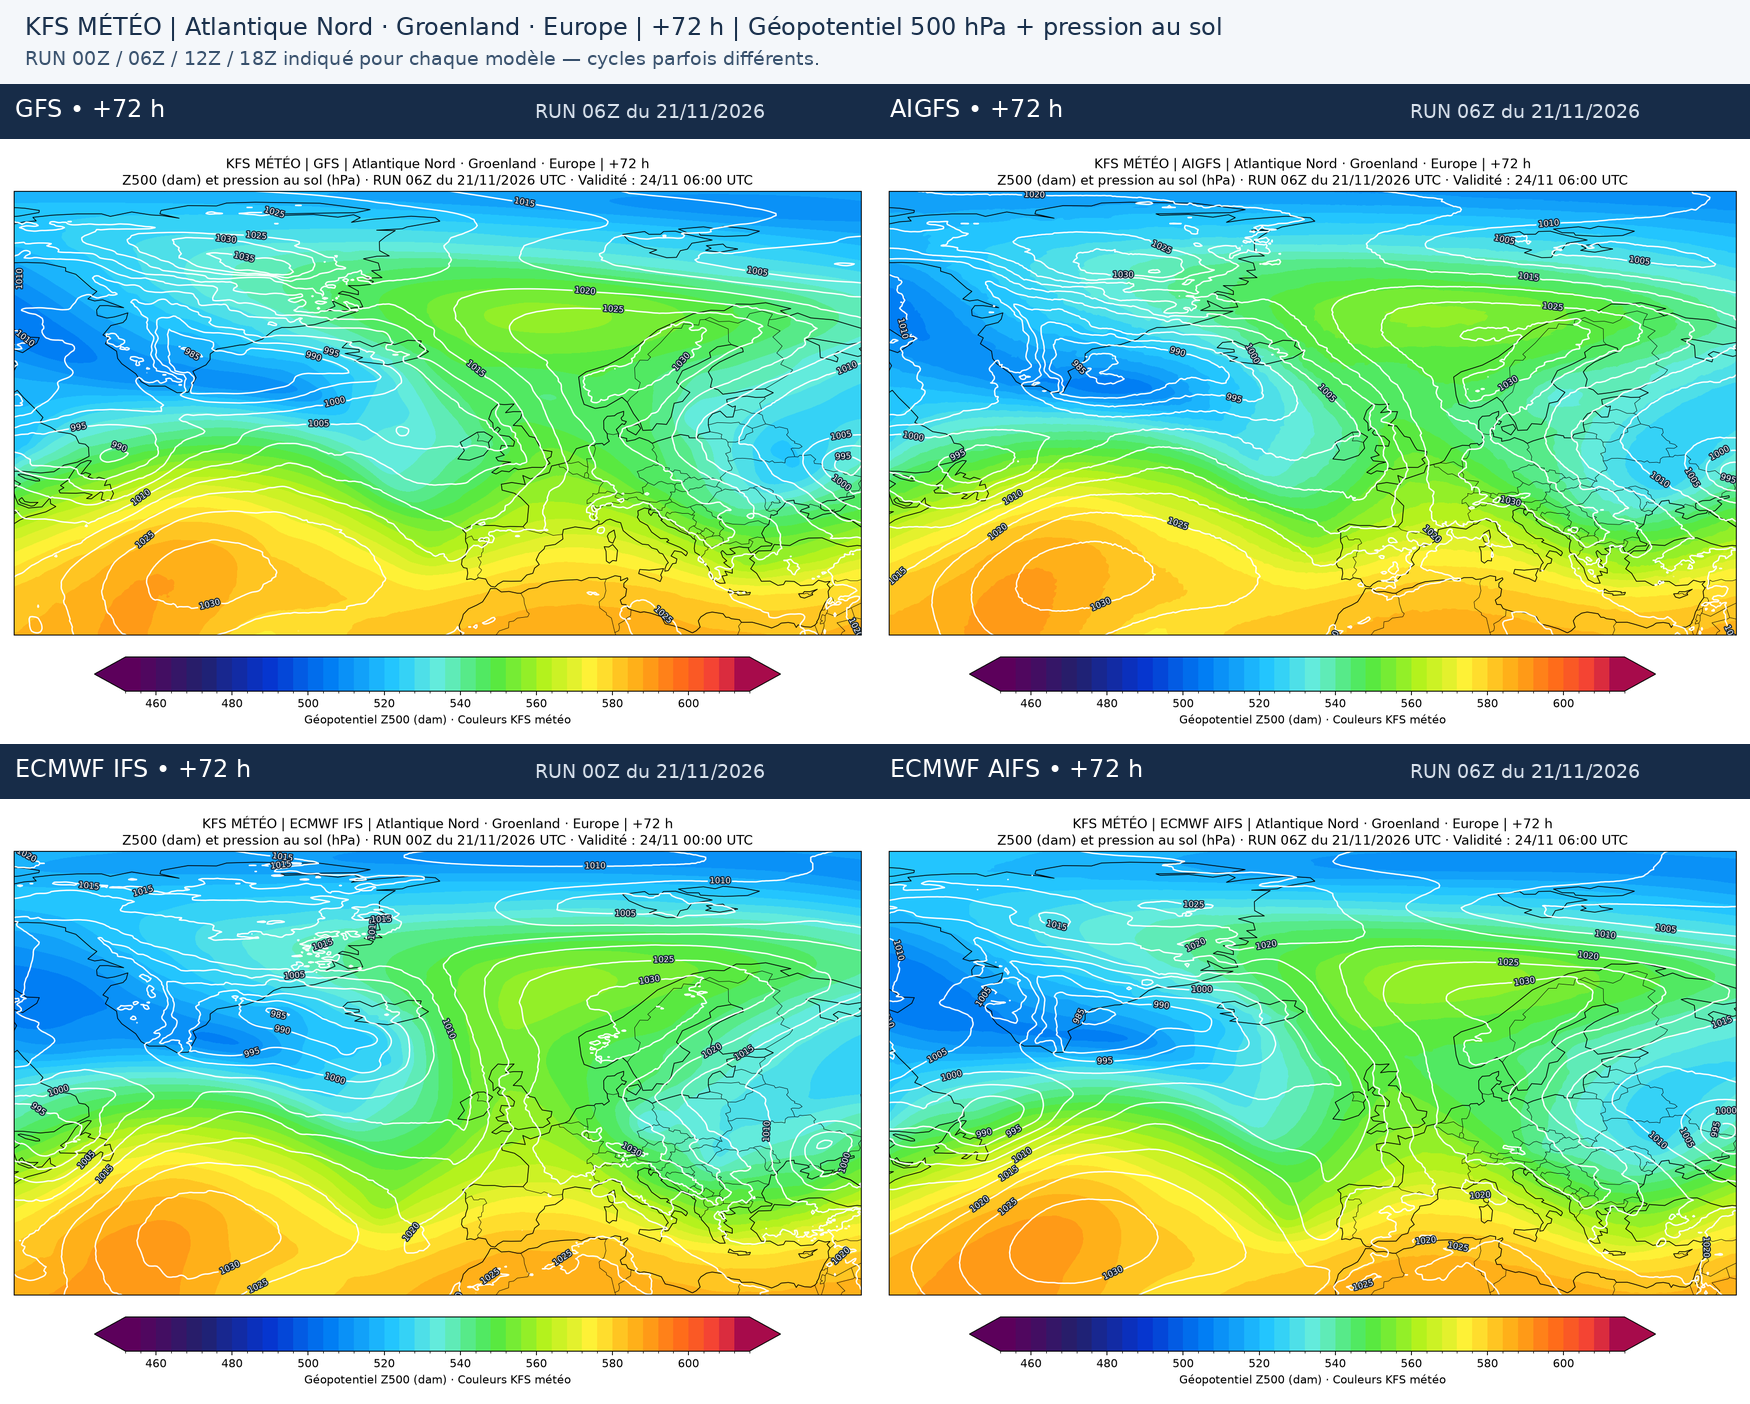 KFS MÉTÉO | Atlantique Nord · Groenland · Europe | +72 h | Géopotentiel 500 hPa + pression au sol
RUN 00Z / 06Z / 12Z / 18Z indiqué pour chaque modèle — cycles parfois différents.
GFS • +72 h
RUN 06Z du 21/11/2026
AIGFS • +72 h
RUN 06Z du 21/11/2026
KFS MÉTÉO | GFS | Atlantique Nord · Groenland · Europe | +72 h
Z500 (dam) et pression au sol (hPa) · RUN 06Z du 21/11/2026 UTC · Validité : 24/11 06:00 UTC
KFS MÉTÉO | AIGFS | Atlantique Nord · Groenland · Europe | +72 h
Z500 (dam) et pression au sol (hPa) · RUN 06Z du 21/11/2026 UTC · Validité : 24/11 06:00 UTC
460 480 500 520 540 560 580 600
Géopotentiel Z500 (dam) · Couleurs KFS météo
460 480 500 520 540 560 580 600
Géopotentiel Z500 (dam) · Couleurs KFS météo
ECMWF IFS • +72 h
RUN 00Z du 21/11/2026
ECMWF AIFS • +72 h
RUN 06Z du 21/11/2026
KFS MÉTÉO | ECMWF IFS | Atlantique Nord · Groenland · Europe | +72 h
Z500 (dam) et pression au sol (hPa) · RUN 00Z du 21/11/2026 UTC · Validité : 24/11 00:00 UTC
KFS MÉTÉO | ECMWF AIFS | Atlantique Nord · Groenland · Europe | +72 h
Z500 (dam) et pression au sol (hPa) · RUN 06Z du 21/11/2026 UTC · Validité : 24/11 06:00 UTC
460 480 500 520 540 560 580 600
Géopotentiel Z500 (dam) · Couleurs KFS météo
460 480 500 520 540 560 580 600
Géopotentiel Z500 (dam) · Couleurs KFS météo